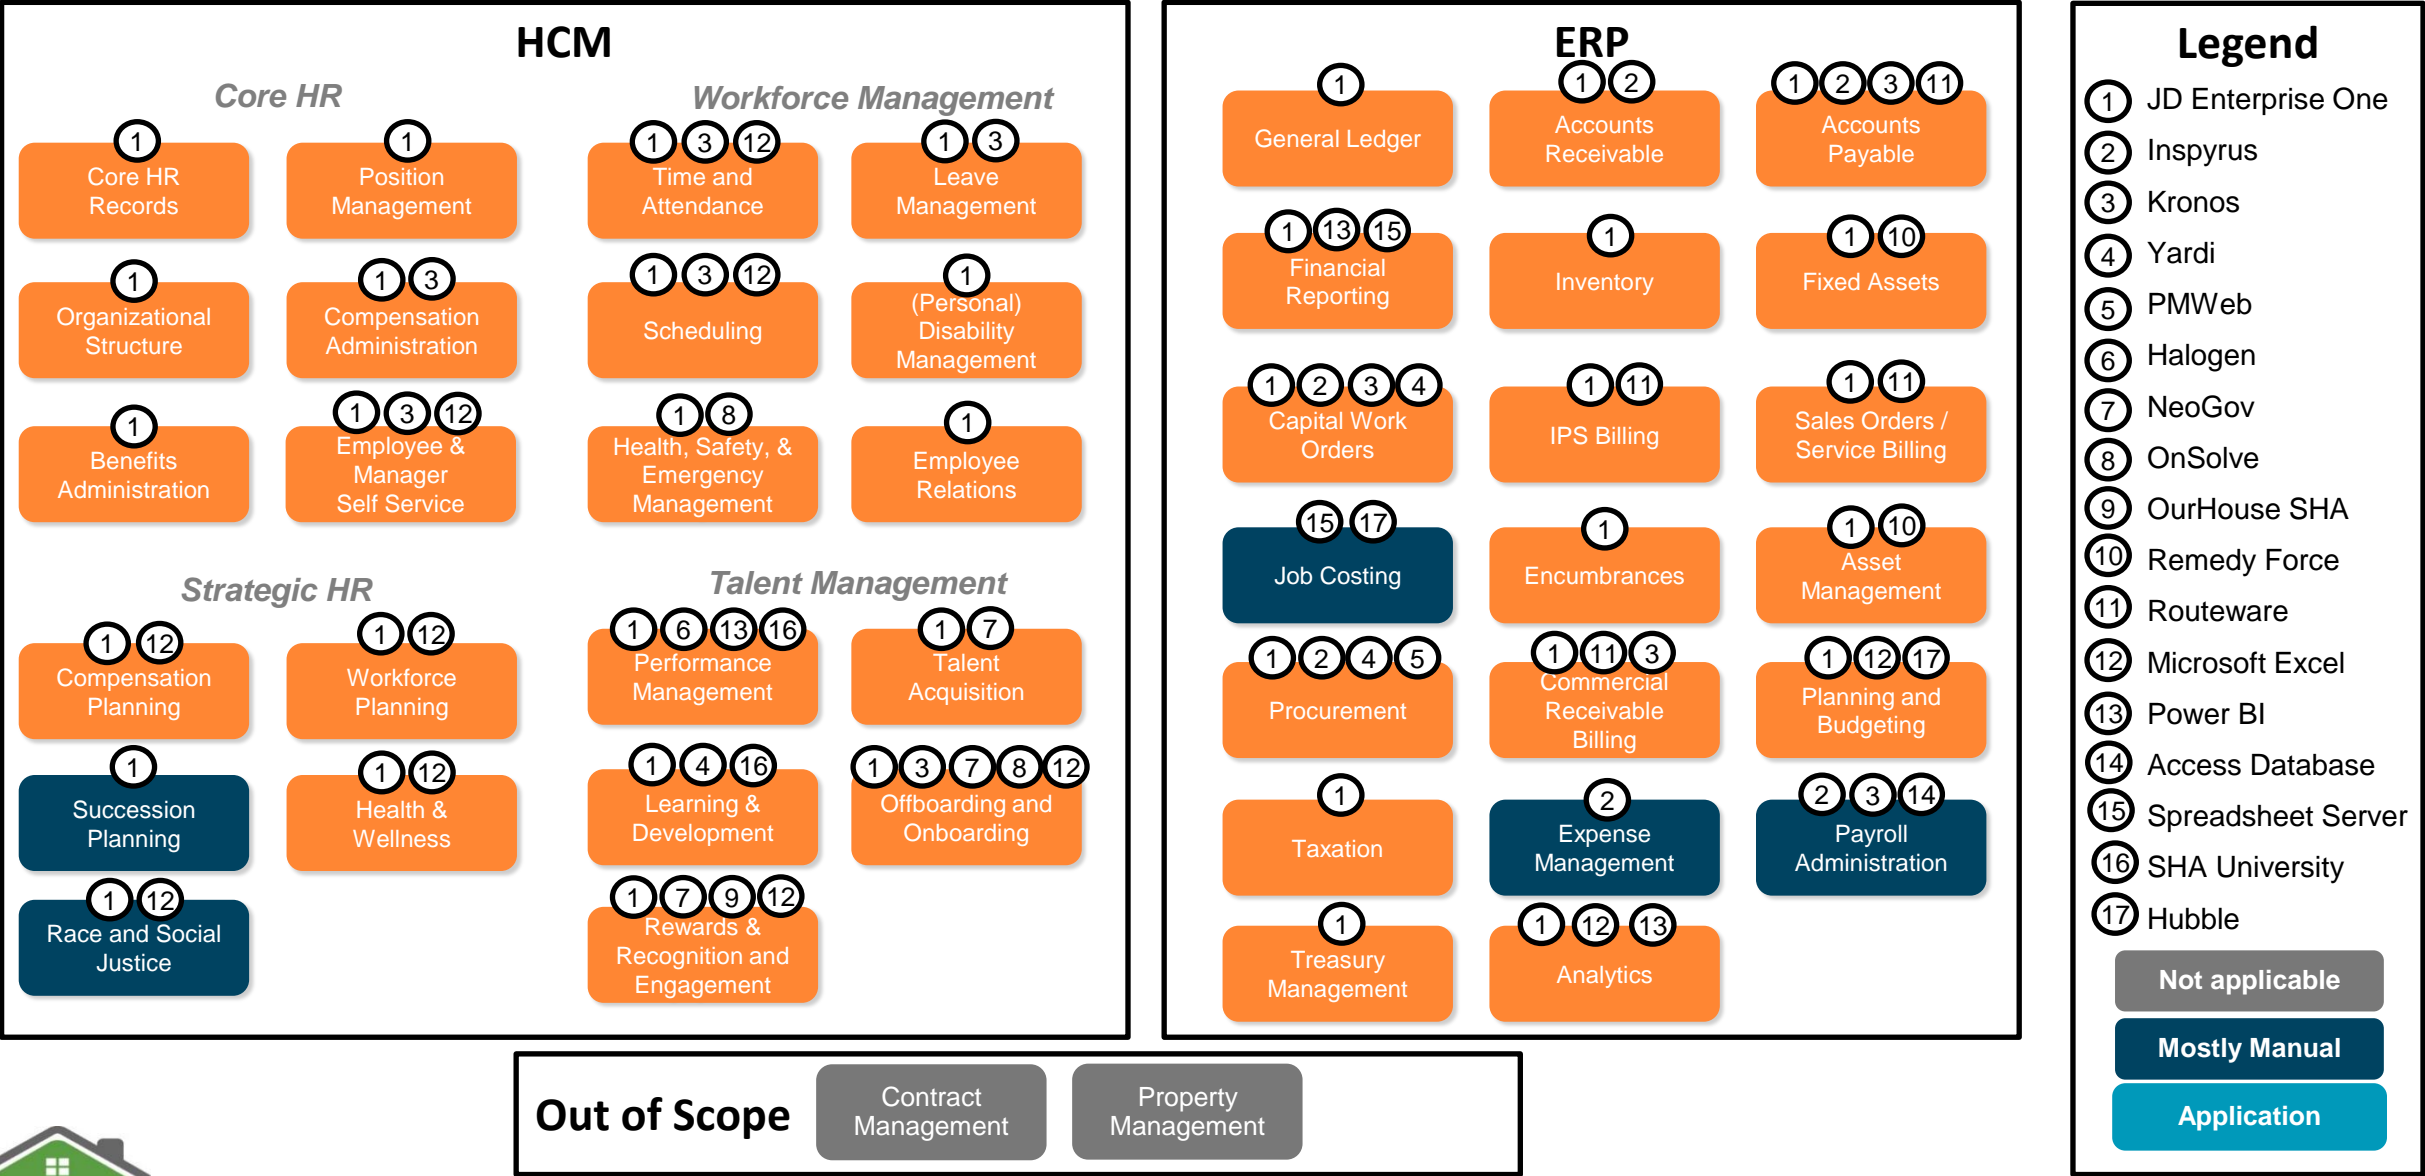 HCM
Core HR
1
Core HR
Records
1
Position
Management
1
Organizational
Structure
1 3
Compensation
Administration
1
Benefits
Administration
1 3 12
Employee &
Manager
Self Service
Workforce Management
1 3 12
Time and
Attendance
1 3
Leave
Management
1 3 12
Scheduling
1
(Personal)
Disability
Management
1 8
Health, Safety, &
Emergency
Management
1
Employee
Relations
Strategic HR
1 12
Compensation
Planning
1 12
Workforce
Planning
1
Succession
Planning
1 12
Health &
Wellness
1 12
Race and Social
Justice
Talent Management
1 6 13 16
Performance
Management
1 7
Talent
Acquisition
1 4 16
Learning &
Development
1 3 7 8 12
Offboarding and
Onboarding
1 7 9 12
Rewards &
Recognition and
Engagement
ERP
1
General Ledger
1 2
Accounts
Receivable
1 2 3 11
Accounts
Payable
1 13 15
Financial
Reporting
1
Inventory
1 10
Fixed Assets
1 2 3 4
Capital Work
Orders
1 11
IPS Billing
1 11
Sales Orders /
Service Billing
15 17
Job Costing
1
Encumbrances
1 10
Asset
Management
1 2 4 5
Procurement
1 11 3
Commercial
Receivable
Billing
1 12 17
Planning and
Budgeting
1
Taxation
2
Expense
Management
2 3 14
Payroll
Administration
1
Treasury
Management
1 12 13
Analytics
Legend
1 JD Enterprise One
2 Inspyrus
3 Kronos
4 Yardi
5 PMWeb
6 Halogen
7 NeoGov
8 OnSolve
9 OurHouse SHA
10 Remedy Force
11 Routeware
12 Microsoft Excel
13 Power BI
14 Access Database
15 Spreadsheet Server
16 SHA University
17 Hubble
Not applicable
Mostly Manual
Application
Out of Scope
Contract
Management
Property
Management